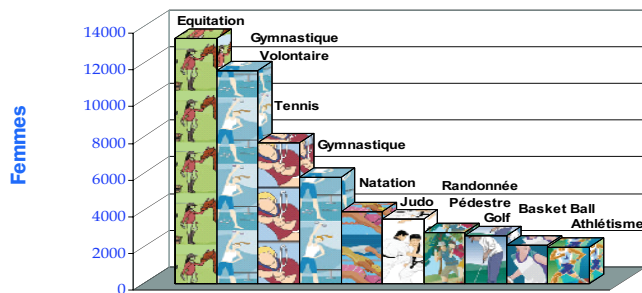 Equitation
Gymnastique
Volontaire
Tennis
Gymnastique
Natation
Judo
Randonnée
Pédestre
Golf
Basket Ball
Athlétisme
Femmes
14000
12000
10000
8000
6000
4000
2000
0